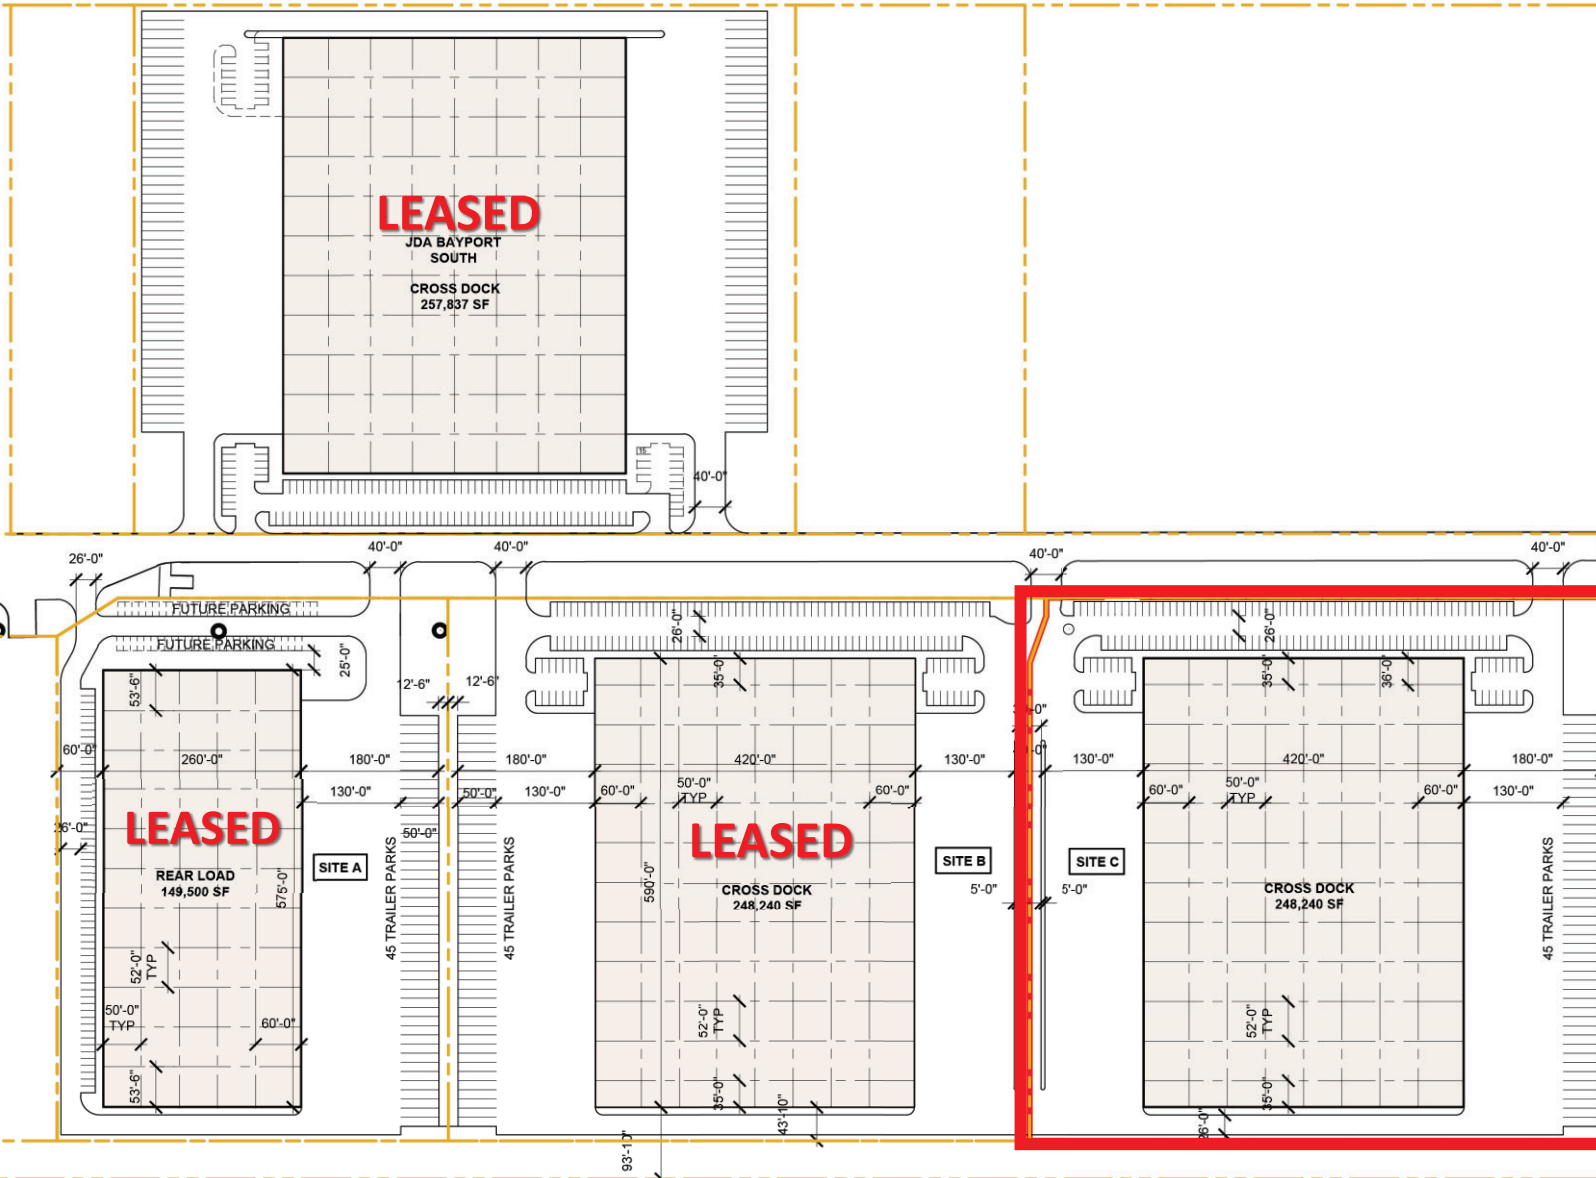 LEASED
JDA BAYPORT
SOUTH
CROSS DOCK
257,837 SF
15
40'-0"
26'-0"
40'-0"
40'-0"
40'-0"
40'-0"
FUTURE PARKING
FUTURE PARKING
25'-0"
26'-0"
26'-0"
53'-6"
12'-6"
12'-6"
35'-0"
35'-0"
36'-0"
60'-0"
260'-0"
180'-0"
180'-0"
420'-0"
130'-0"
130'-0"
420'-0"
180'-0"
130'-0"
50'-0"
130'-0"
60'-0"
50'-0"
TYP
60'-0"
60'-0"
50'-0"
TYP
60'-0"
130'-0"
50'-0"
LEASED
LEASED
REAR LOAD
149,500 SF
575'-0"
SITE A
45 TRAILER PARKS
45 TRAILER PARKS
590'-0"
CROSS DOCK
248,240 SF
SITE B
5'-0"
SITE C
5'-0"
CROSS DOCK
248,240 SF
45 TRAILER PARKS
52'-0"
TYP
50'-0"
TYP
60'-0"
52'-0"
TYP
52'-0"
TYP
53'-6"
35'-0"
43'-10"
35'-0"
93'-10"